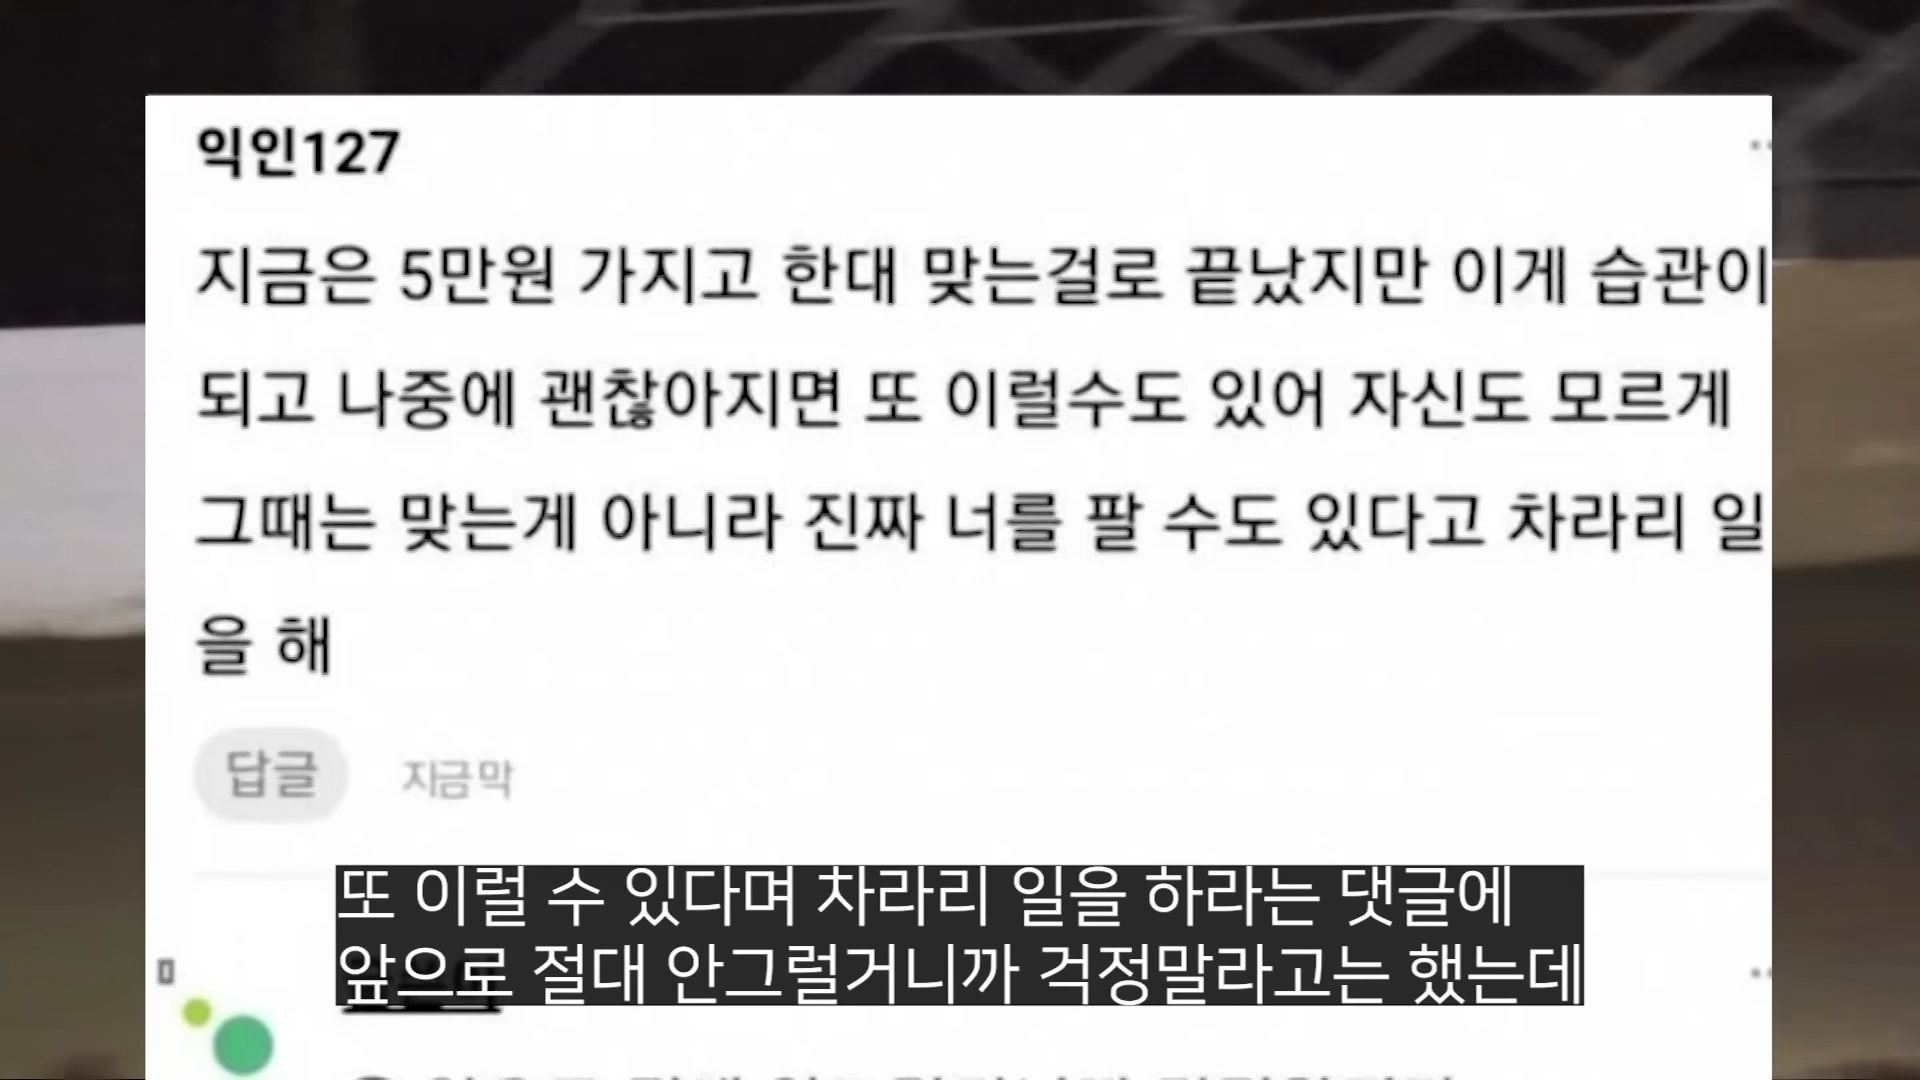 익인127
지금은 5만원 가지고 한대 맞는걸로 끝났지만 이게 습관이
되고 나중에 괜찮아지면 또 이럴수도 있어 자신도 모르게
그때는 맞는게 아니라 진짜 너를 팔 수도 있다고 차라리 일
을 해
답글 지금막
또 이럴 수 있다며 차라리 일을 하라는 댓글에
앞으로 절대 안그럴거니까 걱정말라고는 했는데